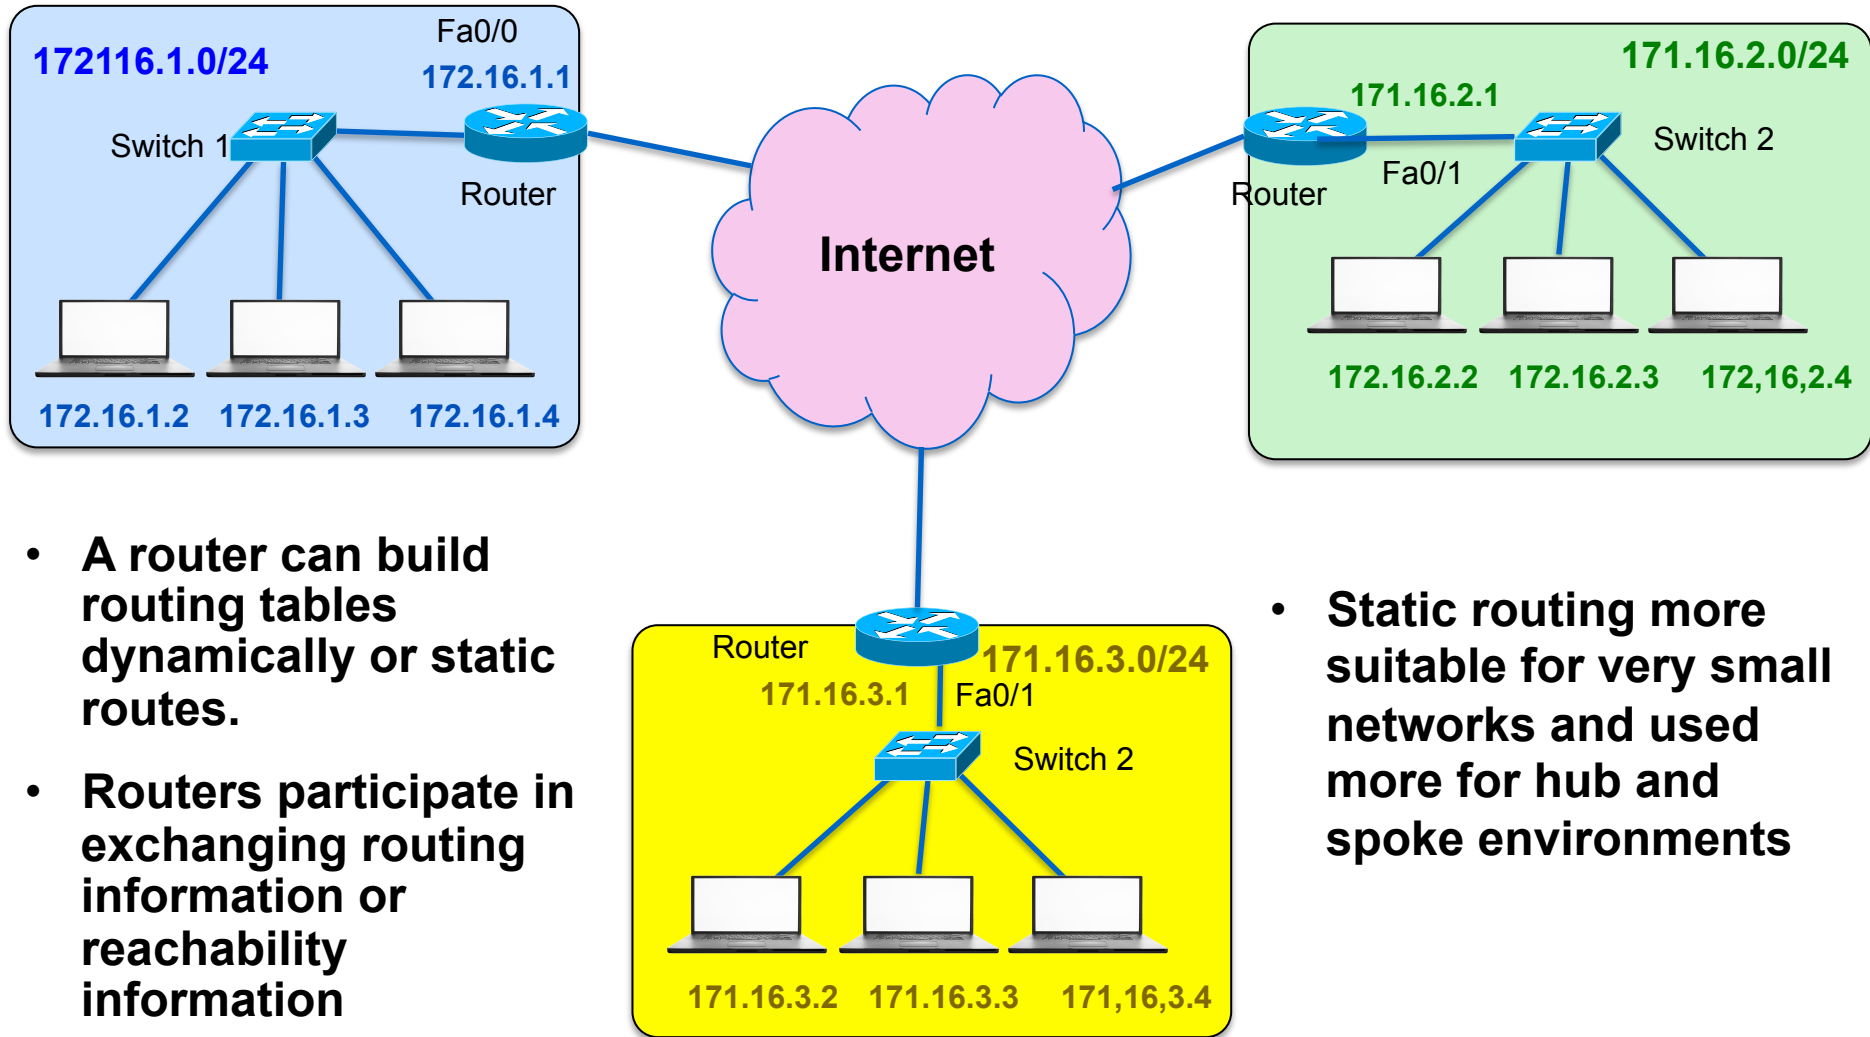 172116.1.0/24
Fa0/0
172.16.1.1
Switch 1
Router
172.16.1.2 172.16.1.3 172.16.1.4
Internet
171.16.2.0/24
171.16.2.1
Switch 2
Fa0/1
Router
172.16.2.2 172.16.2.3 172,16,2.4
• A router can build
routing tables
dynamically or static
routes.
• Routers participate in
exchanging routing
information or
reachability
information
Router
171.16.3.0/24
171.16.3.1
Fa0/1
Switch 2
171.16.3.2 171.16.3.3 171,16,3.4
• Static routing more
suitable for very small
networks and used
more for hub and
spoke environments